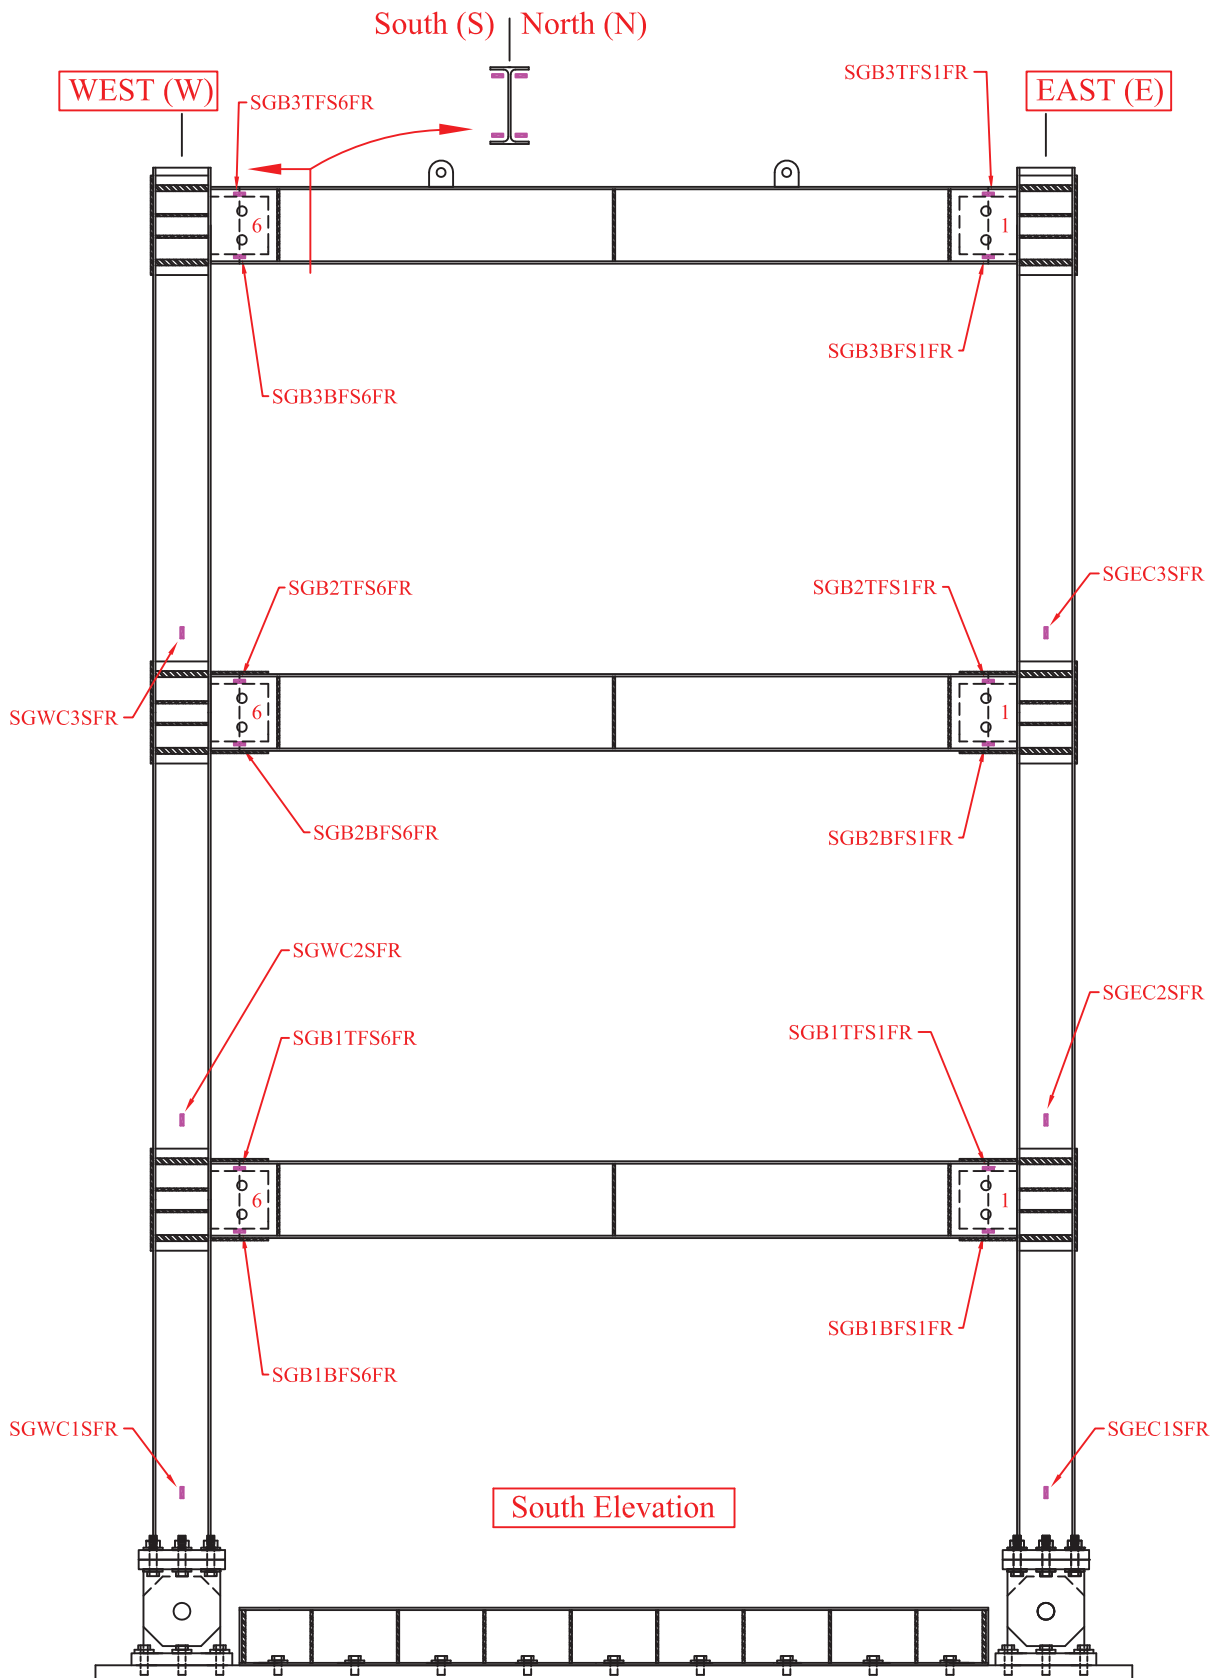 South (S) North (N)
WEST (W)
SGB3TFS6FR
SGB3TFS1FR
EAST (E)
6
1
SGB3BFS1FR
SGB3BFS6FR
SGEC3SFR
SGB2TFS6FR
SGB2TFS1FR
SGWC3SFR
6
1
SGB2BFS6FR
SGB2BFS1FR
SGWC2SFR
SGEC2SFR
SGB1TFS6FR
SGB1TFS1FR
6
1
SGB1BFS1FR
SGB1BFS6FR
SGWC1SFR
SGEC1SFR
South Elevation